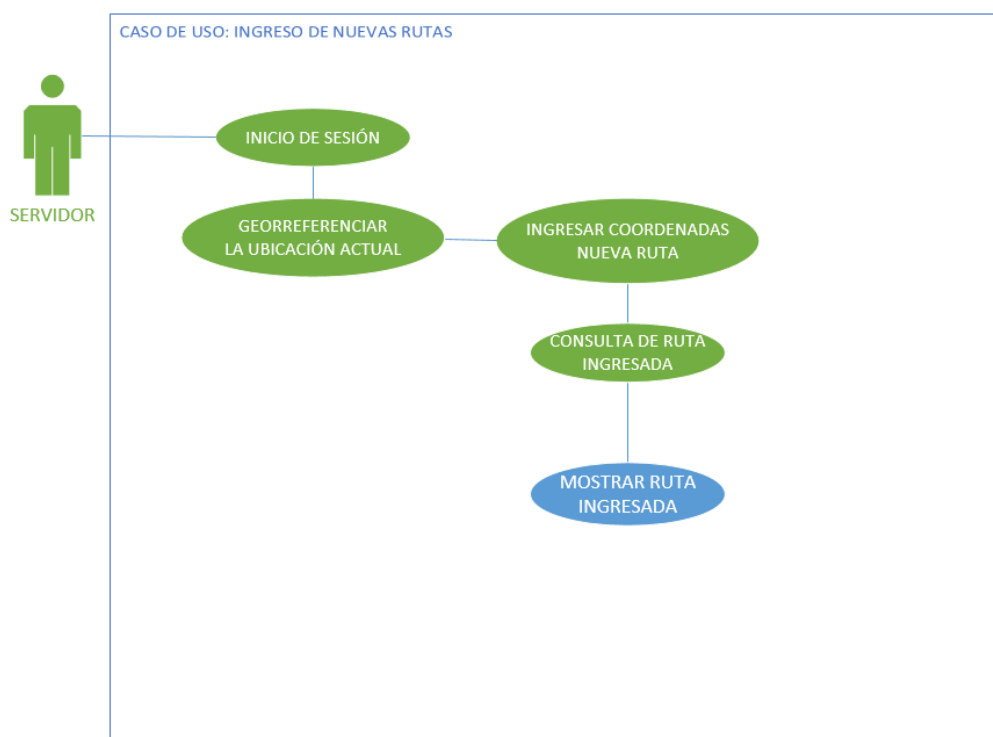 CASO DE USO: INGRESO DE NUEVAS RUTAS
SERVIDOR
INICIO DE SESIÓN
GEORREFERENCIAR
LA UBICACIÓN ACTUAL
INGRESAR COORDENADAS
NUEVA RUTA
CONSULTA DE RUTA
INGRESADA
MOSTRAR RUTA
INGRESADA